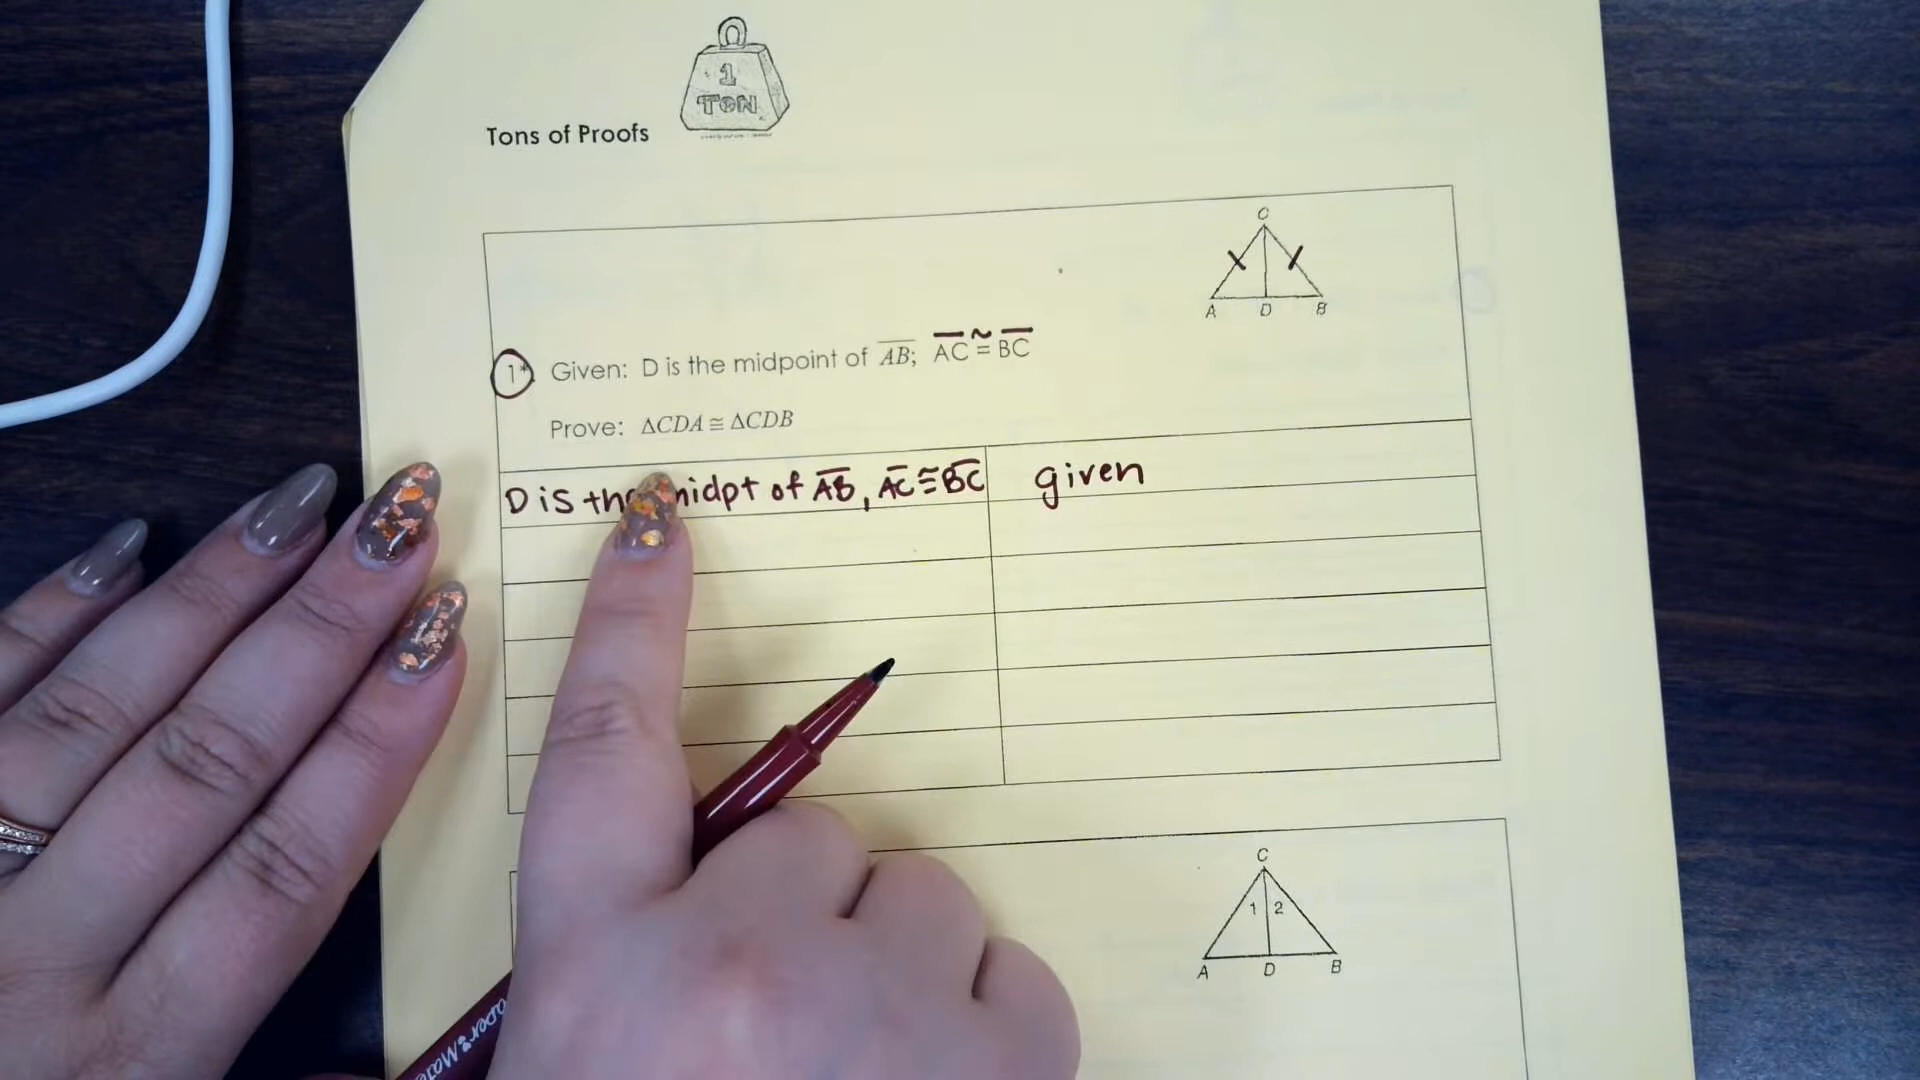 1
TON
Tons of Proofs
C
A D B
1* Given: D is the midpoint of AB; AC ≅ BC
Prove: ΔCDA ≅ ΔCDB
D is the midpt of AB, AC ≅ BC given
C
1 2
A D B